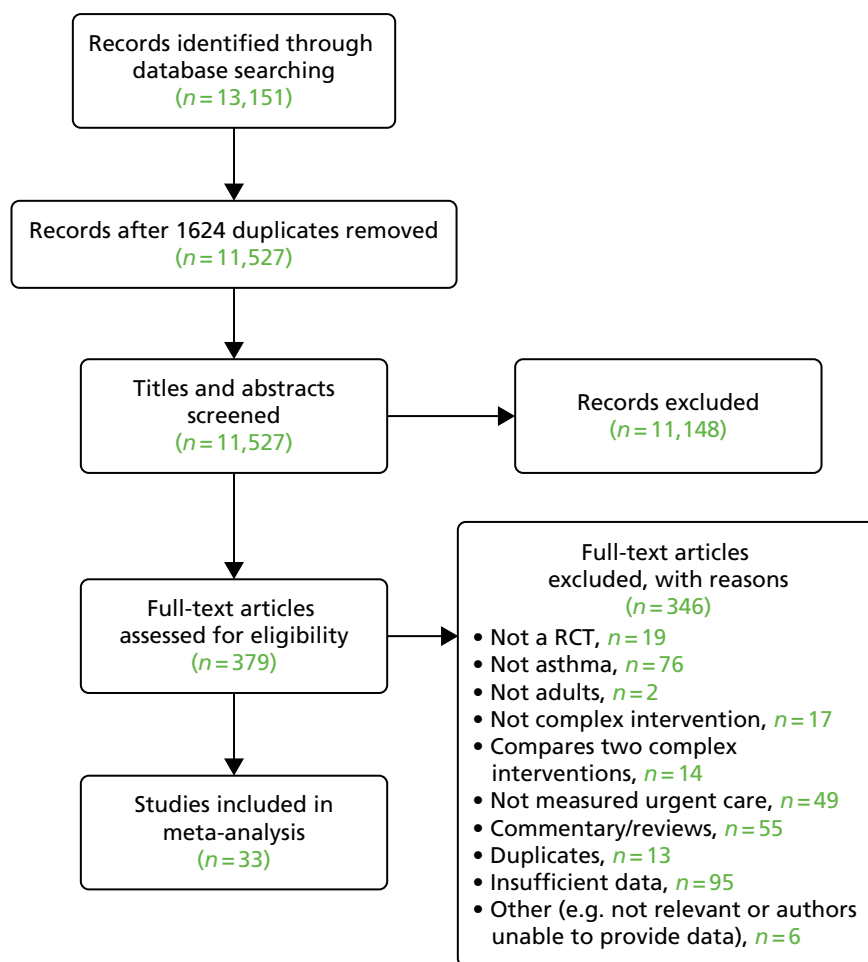 Records identified through
database searching
(n = 13,151)
Records after 1624 duplicates removed
(n = 11,527)
Titles and abstracts
screened
(n = 11,527)
Records excluded
(n = 11,148)
Full-text articles
assessed for eligibility
(n = 379)
Full-text articles
excluded, with reasons
(n = 346)
• Not a RCT, n = 19
• Not asthma, n = 76
• Not adults, n = 2
• Not complex intervention, n = 17
• Compares two complex
interventions, n = 14
• Not measured urgent care, n = 49
• Commentary/reviews, n = 55
• Duplicates, n = 13
• Insufficient data, n = 95
• Other (e.g. not relevant or authors
unable to provide data), n = 6
Studies included in
meta-analysis
(n = 33)